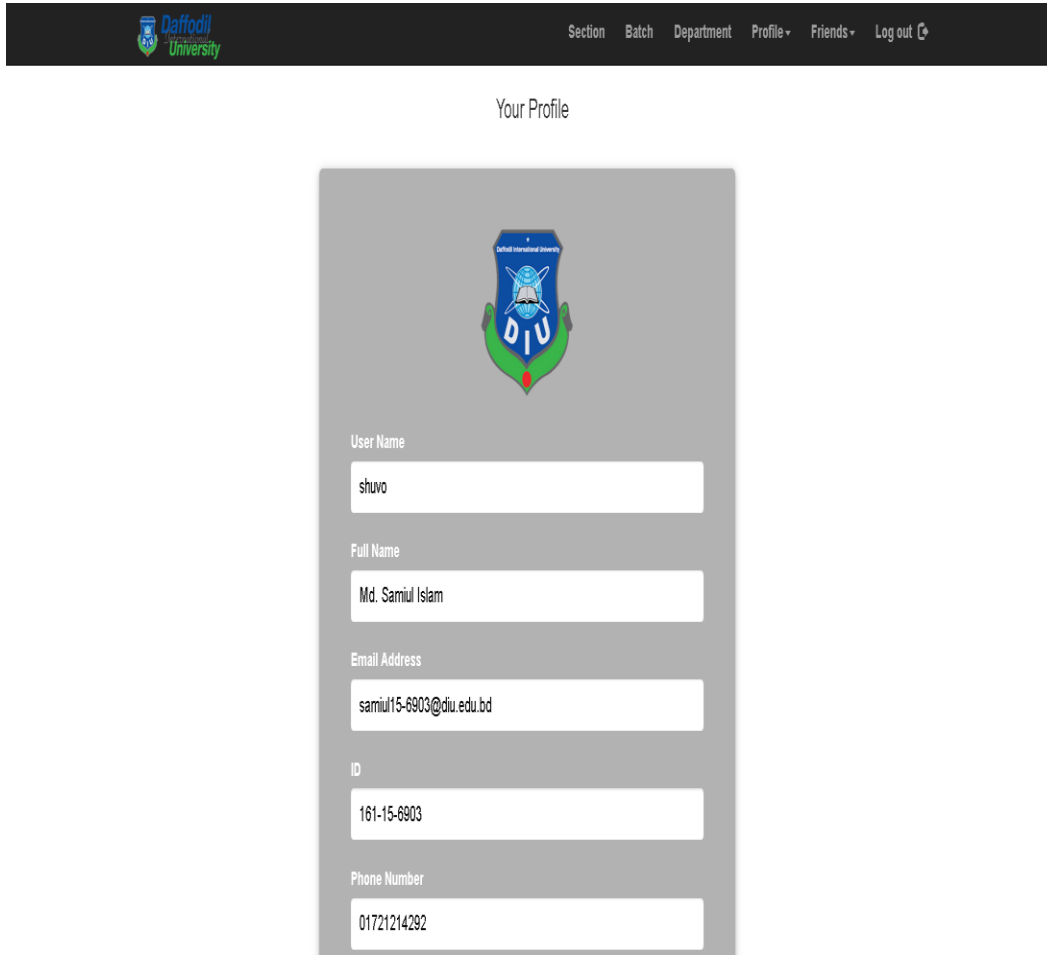 Daffodil
International
University
Section Batch Department Profile Friends Log out
Your Profile
Daffodil International University
DIU
User Name
shuvo
Full Name
Md. Samiul Islam
Email Address
samiul15-6903@diu.edu.bd
ID
161-15-6903
Phone Number
01721214292